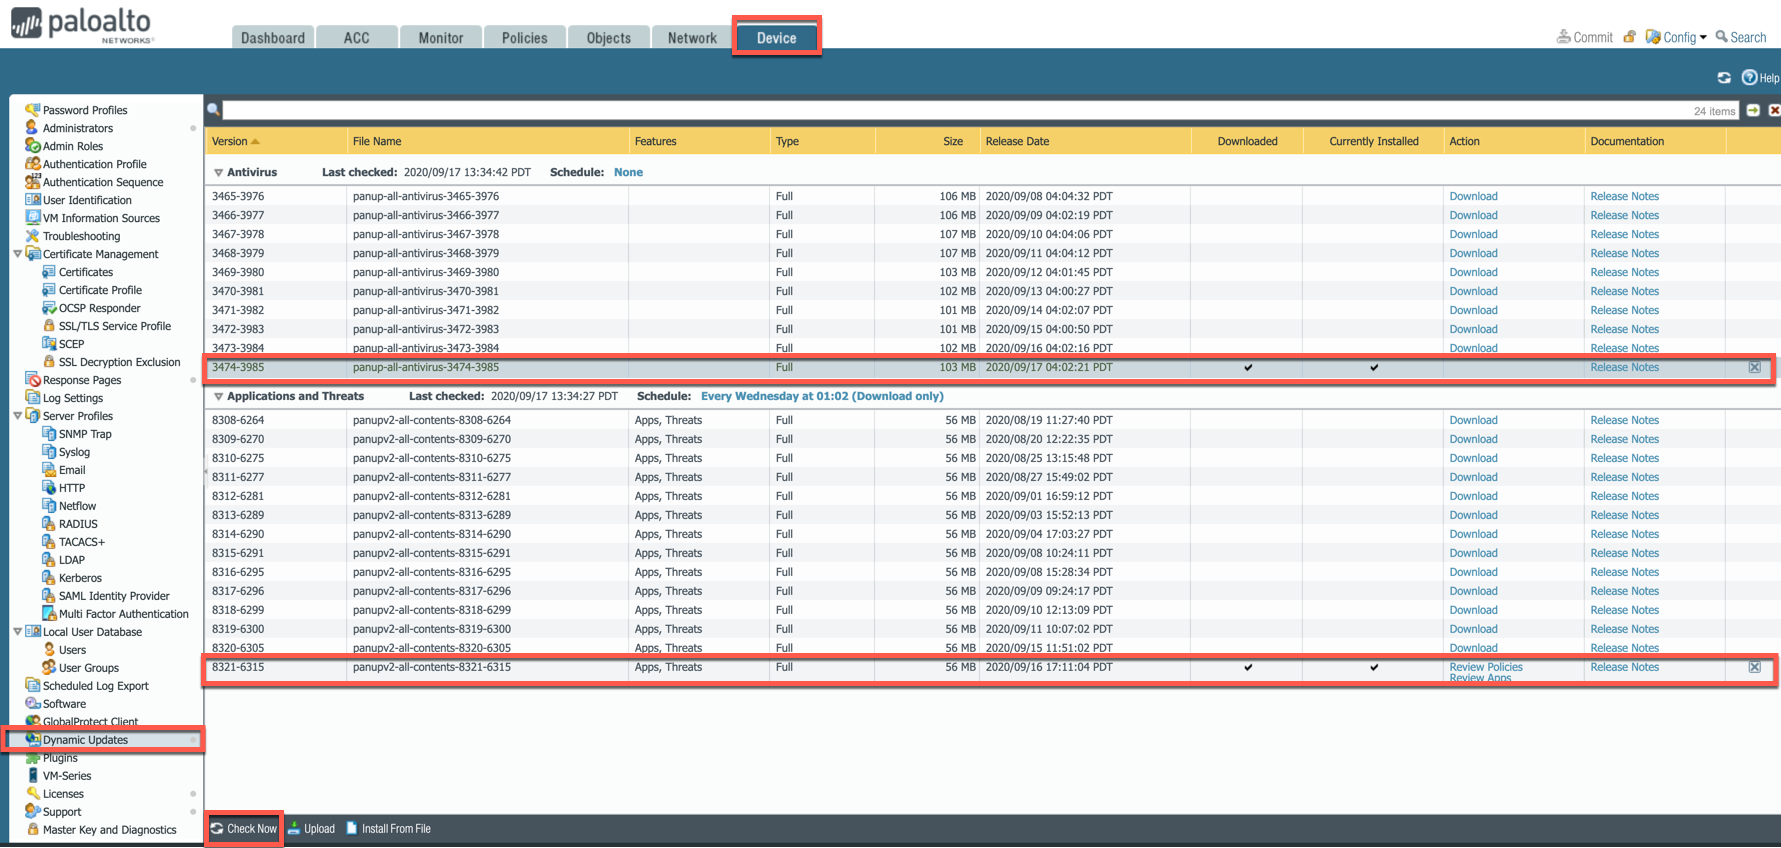 paloalto
NETWORKS®
Dashboard ACC Monitor Policies Objects Network Device
Commit Config Search
Help
Password Profiles
Administrators
Admin Roles
Authentication Profile
Authentication Sequence
User Identification
VM Information Sources
Troubleshooting
Certificate Management
Certificates
Certificate Profile
OCSP Responder
SSL/TLS Service Profile
SCEP
SSL Decryption Exclusion
Response Pages
Log Settings
Server Profiles
SNMP Trap
Syslog
Email
HTTP
Netflow
RADIUS
TACACS+
LDAP
Kerberos
SAML Identity Provider
Multi Factor Authentication
Local User Database
Users
User Groups
Scheduled Log Export
Software
GlobalProtect Client
Dynamic Updates
Plugins
VM-Series
Licenses
Support
Master Key and Diagnostics
24 items
Version File Name Features Type Size Release Date Downloaded Currently Installed Action Documentation
Antivirus Last checked: 2020/09/17 13:34:42 PDT Schedule: None
3465-3976 panup-all-antivirus-3465-3976 Full 106 MB 2020/09/08 04:04:32 PDT Download Release Notes
3466-3977 panup-all-antivirus-3466-3977 Full 106 MB 2020/09/09 04:02:19 PDT Download Release Notes
3467-3978 panup-all-antivirus-3467-3978 Full 107 MB 2020/09/10 04:04:06 PDT Download Release Notes
3468-3979 panup-all-antivirus-3468-3979 Full 107 MB 2020/09/11 04:04:12 PDT Download Release Notes
3469-3980 panup-all-antivirus-3469-3980 Full 103 MB 2020/09/12 04:01:45 PDT Download Release Notes
3470-3981 panup-all-antivirus-3470-3981 Full 102 MB 2020/09/13 04:00:27 PDT Download Release Notes
3471-3982 panup-all-antivirus-3471-3982 Full 101 MB 2020/09/14 04:02:07 PDT Download Release Notes
3472-3983 panup-all-antivirus-3472-3983 Full 101 MB 2020/09/15 04:00:50 PDT Download Release Notes
3473-3984 panup-all-antivirus-3473-3984 Full 102 MB 2020/09/16 04:02:16 PDT Download Release Notes
3474-3985 panup-all-antivirus-3474-3985 Full 103 MB 2020/09/17 04:02:21 PDT ✔ ✔ Release Notes
Applications and Threats Last checked: 2020/09/17 13:34:27 PDT Schedule: Every Wednesday at 01:02 (Download only)
8308-6264 panupv2-all-contents-8308-6264 Apps, Threats Full 56 MB 2020/08/19 11:27:40 PDT Download Release Notes
8309-6270 panupv2-all-contents-8309-6270 Apps, Threats Full 56 MB 2020/08/20 12:22:35 PDT Download Release Notes
8310-6275 panupv2-all-contents-8310-6275 Apps, Threats Full 56 MB 2020/08/25 13:15:48 PDT Download Release Notes
8311-6277 panupv2-all-contents-8311-6277 Apps, Threats Full 56 MB 2020/08/27 15:49:02 PDT Download Release Notes
8312-6281 panupv2-all-contents-8312-6281 Apps, Threats Full 56 MB 2020/09/01 16:59:12 PDT Download Release Notes
8313-6289 panupv2-all-contents-8313-6289 Apps, Threats Full 56 MB 2020/09/03 15:52:13 PDT Download Release Notes
8314-6290 panupv2-all-contents-8314-6290 Apps, Threats Full 56 MB 2020/09/04 17:03:27 PDT Download Release Notes
8315-6291 panupv2-all-contents-8315-6291 Apps, Threats Full 56 MB 2020/09/08 10:24:11 PDT Download Release Notes
8316-6295 panupv2-all-contents-8316-6295 Apps, Threats Full 56 MB 2020/09/08 15:28:34 PDT Download Release Notes
8317-6296 panupv2-all-contents-8317-6296 Apps, Threats Full 56 MB 2020/09/09 09:24:17 PDT Download Release Notes
8318-6299 panupv2-all-contents-8318-6299 Apps, Threats Full 56 MB 2020/09/10 12:13:09 PDT Download Release Notes
8319-6300 panupv2-all-contents-8319-6300 Apps, Threats Full 56 MB 2020/09/11 10:07:02 PDT Download Release Notes
8320-6305 panupv2-all-contents-8320-6305 Apps, Threats Full 56 MB 2020/09/15 11:51:02 PDT Download Release Notes
8321-6315 panupv2-all-contents-8321-6315 Apps, Threats Full 56 MB 2020/09/16 17:11:04 PDT ✔ ✔ Review Policies Release Notes
Review Apps
Check Now Upload Install From File